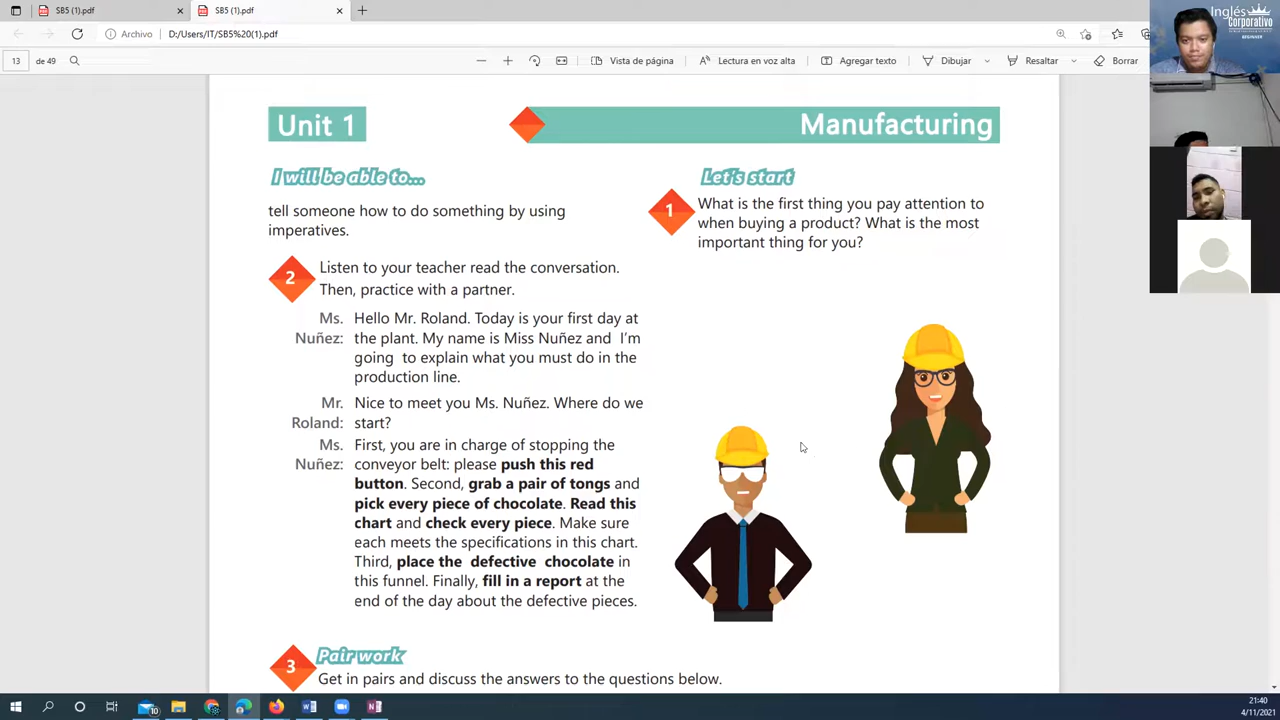 SB5 (1).pdf
SB5 (1).pdf
Archivo
D:/Users/IT/SB5%20(1).pdf
13
de 49
Vista de página
Lectura en voz alta
Agregar texto
Dibujar
Resaltar
Borrar
Inglés
Corporativo
BEGINNER
Unit 1
Manufacturing
I will be able to...
tell someone how to do something by using
imperatives.
Let's start
1
What is the first thing you pay attention to
when buying a product? What is the most
important thing for you?
2
Listen to your teacher read the conversation.
Then, practice with a partner.
Ms. Hello Mr. Roland. Today is your first day at
Nuñez: the plant. My name is Miss Nuñez and I'm
going to explain what you must do in the
production line.
Mr. Nice to meet you Ms. Nuñez. Where do we
Roland: start?
Ms. First, you are in charge of stopping the
Nuñez: conveyor belt: please push this red
button. Second, grab a pair of tongs and
pick every piece of chocolate. Read this
chart and check every piece. Make sure
each meets the specifications in this chart.
Third, place the defective chocolate in
this funnel. Finally, fill in a report at the
end of the day about the defective pieces.
3
Pair work
Get in pairs and discuss the answers to the questions below.
10
21:40
4/11/2021